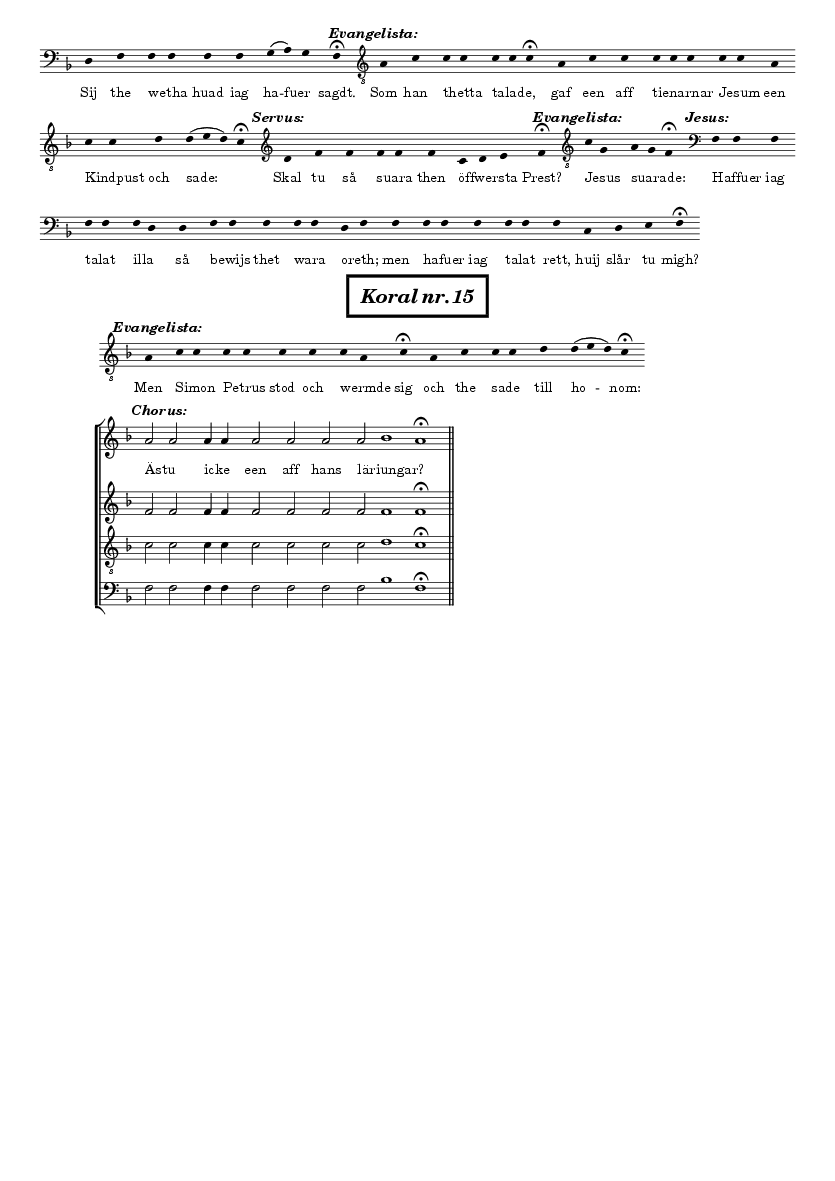 Evangelista:
Sij the wetha huad iag ha-fuer sagdt. Som han thetta talade, gaf een aff tienarnar Jesum een
Servus: Evangelista: Jesus:
Kindpust och sade: Skal tu så suara then öffwersta Prest? Jesus suarade: Haffuer iag
talat illa så bewijs thet wara oreth; men hafuer iag talat rett, huij slår tu migh?
Koral nr. 15
Evangelista:
Men Simon Petrus stod och wermde sig och the sade till ho - nom:
Chorus:
Ästu icke een aff hans läriungar?